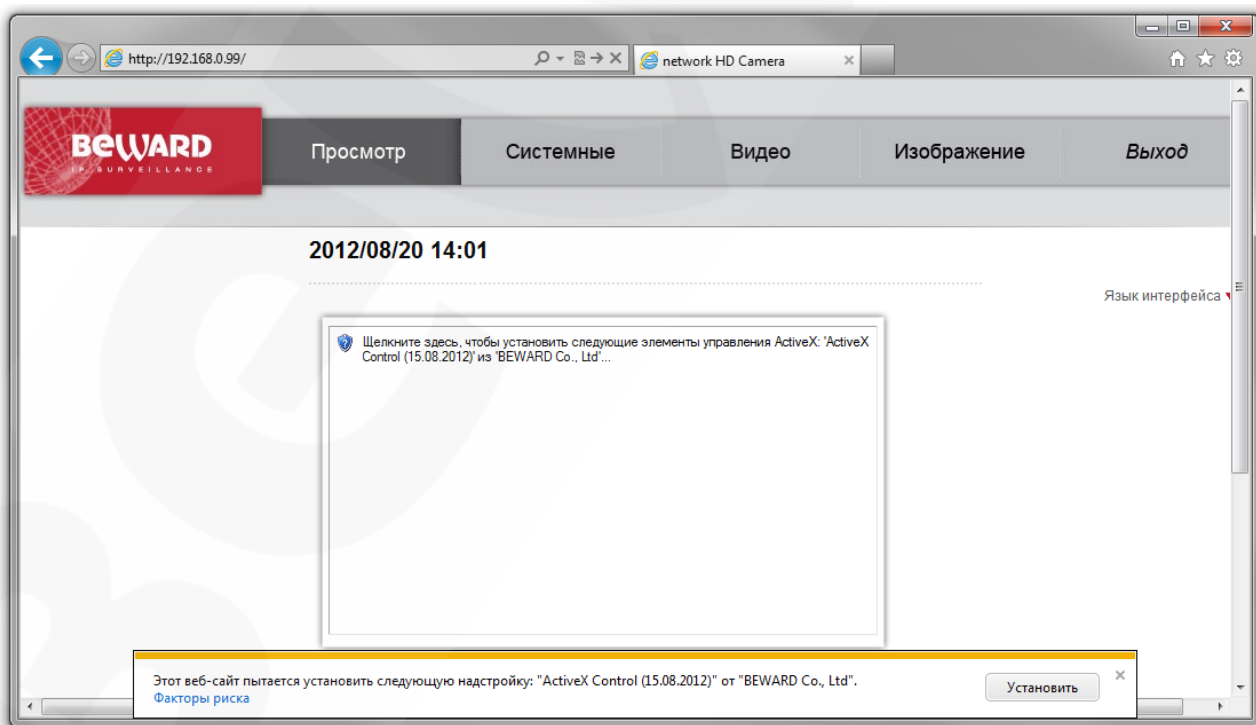 http://192.168.0.99/
network HD Camera
BEWARD
IP SURVEILLANCE
Просмотр
Системные
Видео
Изображение
Выход
2012/08/20 14:01
Язык интерфейса
Щелкните здесь, чтобы установить следующие элементы управления ActiveX: 'ActiveX
Control (15.08.2012)' из 'BEWARD Co., Ltd'...
Этот веб-сайт пытается установить следующую надстройку: "ActiveX Control (15.08.2012)" от "BEWARD Co., Ltd".
Факторы риска
Установить